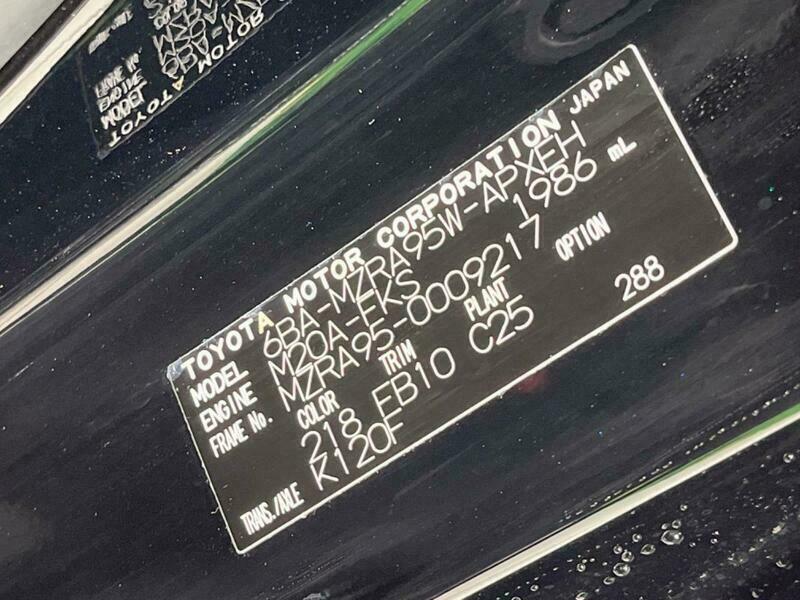 TOYOTA MOTOR CORPORATION JAPAN
MODEL 6BA-MZRA95W-APXEH
ENGINE M20A-FKS 1986 mL
FRAME No. MZRA95-0009217
COLOR TRIM PLANT OPTION
218 FB10 C25 288
TRANS./AXLE K120F